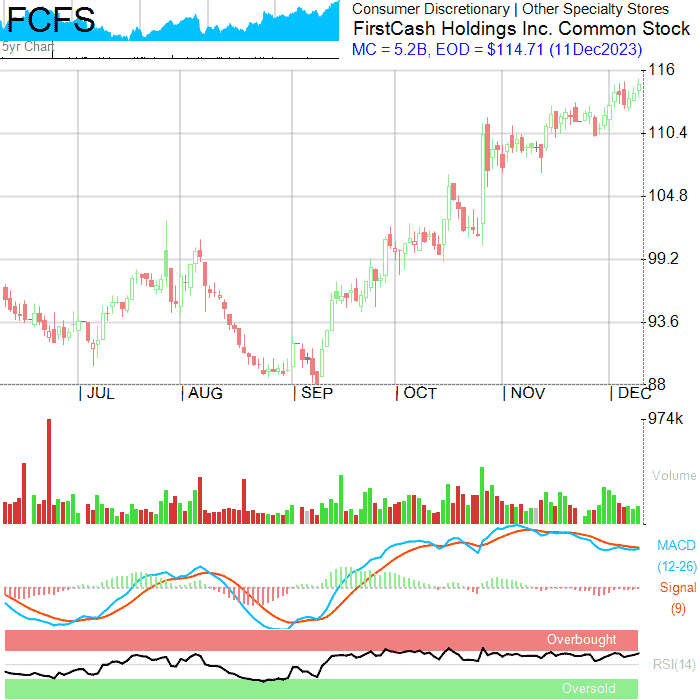 FCFS
5yr Chart
Consumer Discretionary | Other Specialty Stores
FirstCash Holdings Inc. Common Stock
MC = 5.2B, EOD = $114.71 (11Dec2023)
116
110.4
104.8
99.2
93.6
88
| JUL | AUG | SEP | OCT | NOV | DEC
974k
Volume
MACD
(12-26)
Signal
(9)
Overbought
RSI(14)
Oversold